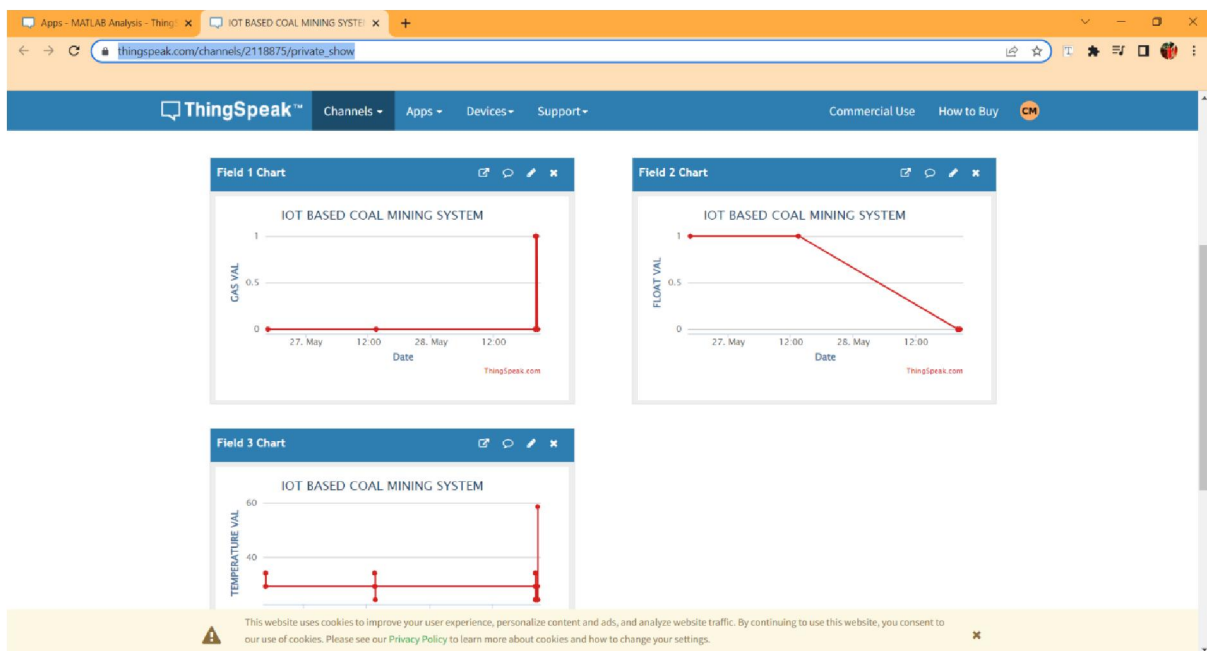 Apps - MATLAB Analysis - Thing
IOT BASED COAL MINING SYSTE
thingspeak.com/channels/2118875/private_show
ThingSpeak™ Channels Apps Devices Support Commercial Use How to Buy CM
Field 1 Chart
IOT BASED COAL MINING SYSTEM
GAS VAL
1
0.5
0
27. May 12:00 28. May 12:00
Date
ThingSpeak.com
Field 2 Chart
IOT BASED COAL MINING SYSTEM
FLOAT VAL
1
0.5
0
27. May 12:00 28. May 12:00
Date
ThingSpeak.com
Field 3 Chart
IOT BASED COAL MINING SYSTEM
TEMPERATURE VAL
60
40
This website uses cookies to improve your user experience, personalize content and ads, and analyze website traffic. By continuing to use this website, you consent to
our use of cookies. Please see our Privacy Policy to learn more about cookies and how to change your settings.